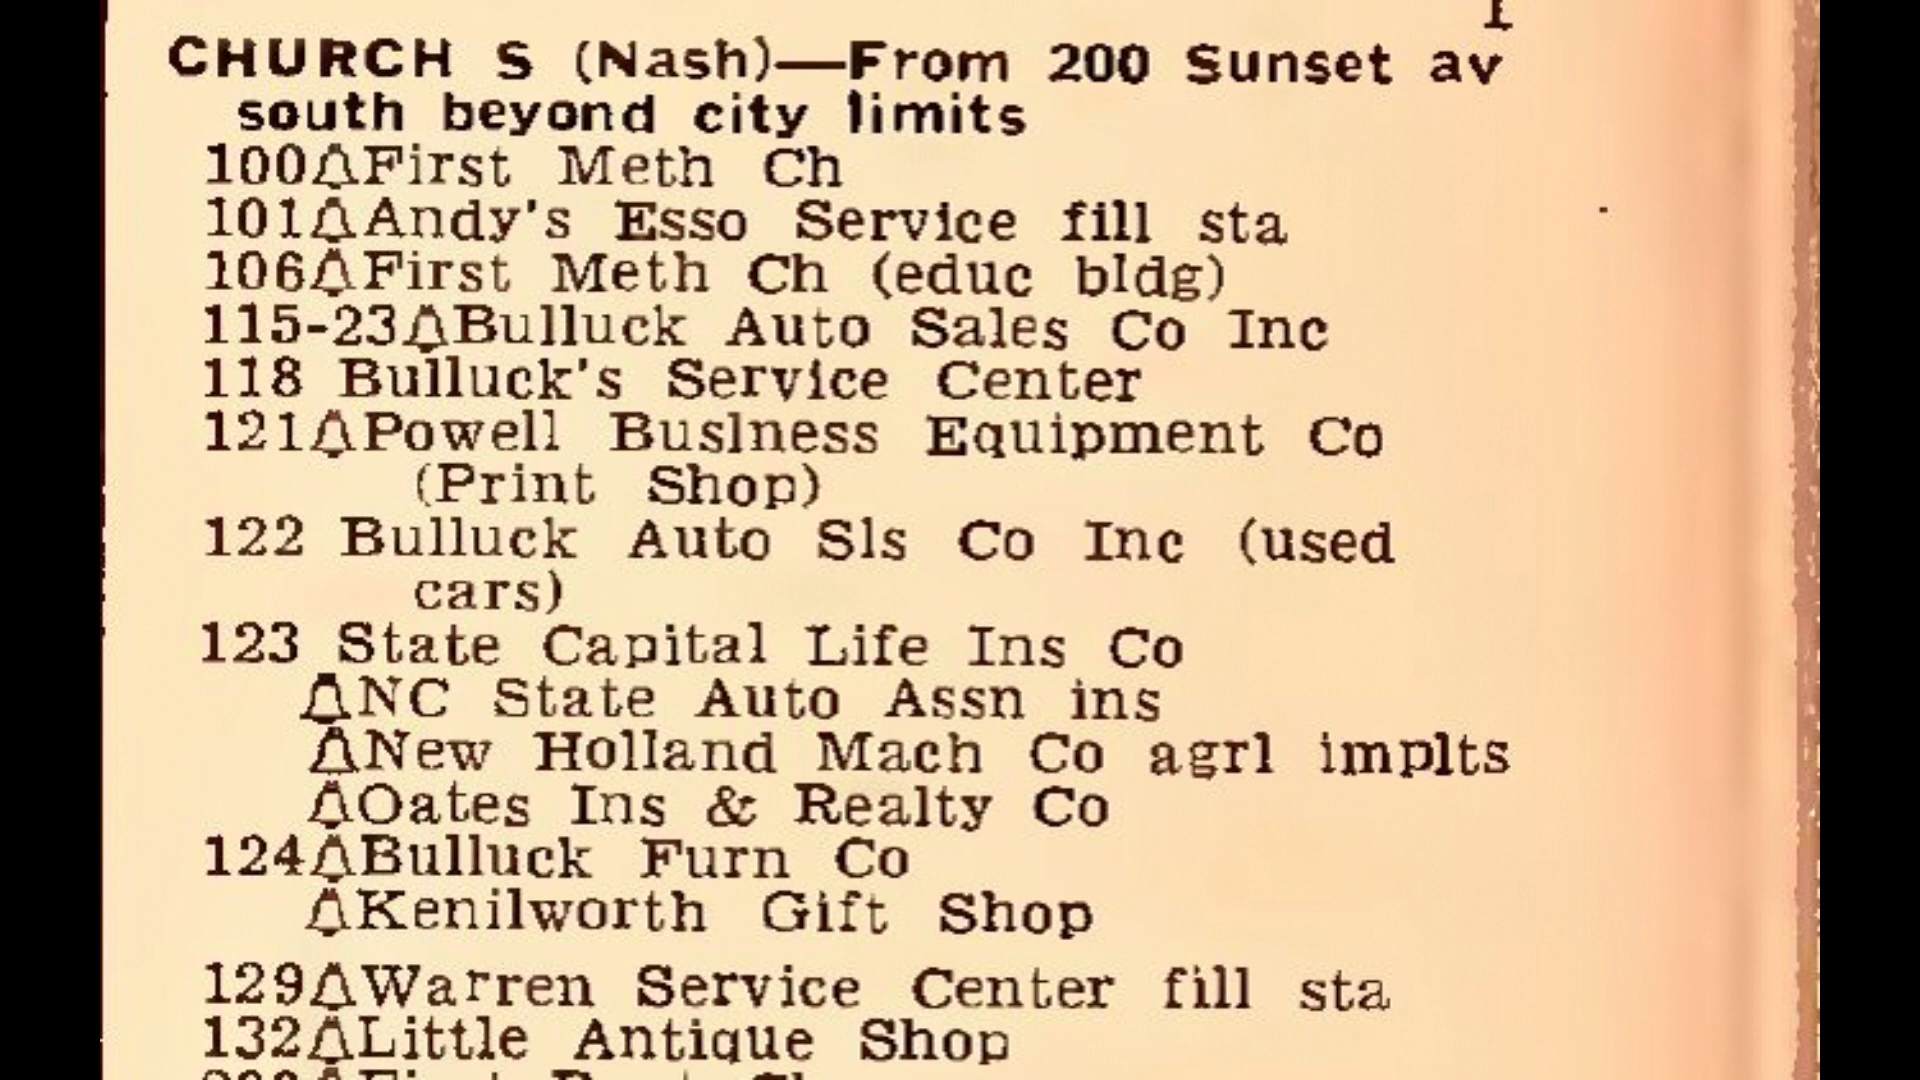 CHURCH S (Nash)—From 200 Sunset av
south beyond city limits
100🔔First Meth Ch
101🔔Andy's Esso Service fill sta
106🔔First Meth Ch (educ bldg)
115-23🔔Bulluck Auto Sales Co Inc
118 Bulluck's Service Center
121🔔Powell Buslness Equipment Co
(Print Shop)
122 Bulluck Auto Sls Co Inc (used
cars)
123 State Capital Life Ins Co
🔔NC State Auto Assn ins
🔔New Holland Mach Co agrl implts
🔔Oates Ins & Realty Co
124🔔Bulluck Furn Co
🔔Kenilworth Gift Shop
129🔔Warren Service Center fill sta
132🔔Little Antique Shop